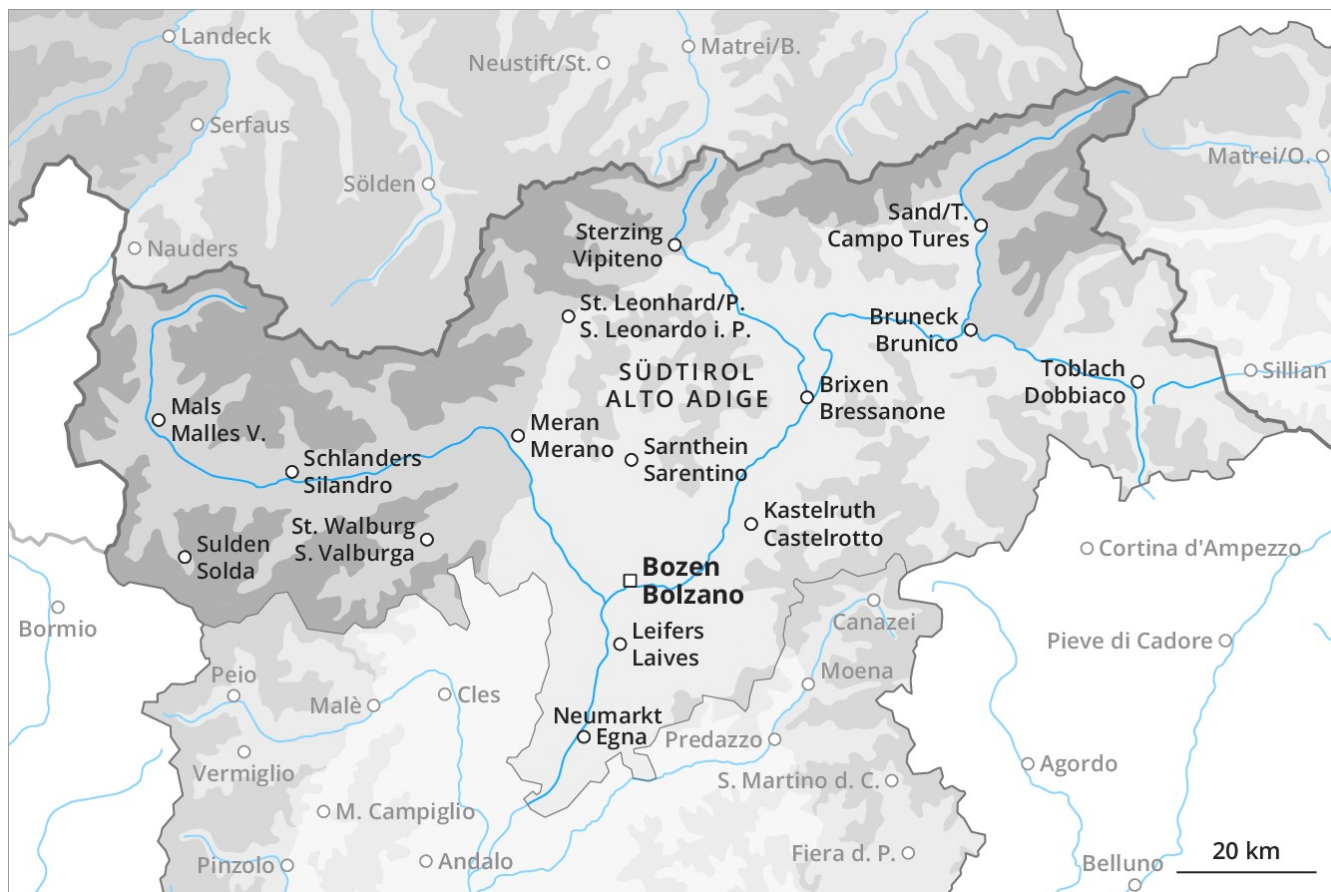 Landeck
Matrei/B.
Neustift/St.
Serfaus
Matrei/O.
Sölden
Sand/T.
Campo Tures
Sterzing
Vipiteno
Nauders
St. Leonhard/P.
S. Leonardo i. P.
Bruneck
Brunico
SÜDTIROL
ALTO ADIGE
Toblach
Dobbiaco
Sillian
Brixen
Bressanone
Mals
Malles V.
Meran
Merano
Sarnthein
Sarentino
Schlanders
Silandro
Kastelruth
Castelrotto
St. Walburg
S. Valburga
Sulden
Solda
Cortina d'Ampezzo
Bozen
Bolzano
Bormio
Canazei
Leifers
Laives
Pieve di Cadore
Moena
Peio
Malè
Cles
Neumarkt
Egna
Predazzo
Vermiglio
Agordo
S. Martino d. C.
M. Campiglio
Pinzolo
Andalo
Fiera d. P.
20 km
Belluno